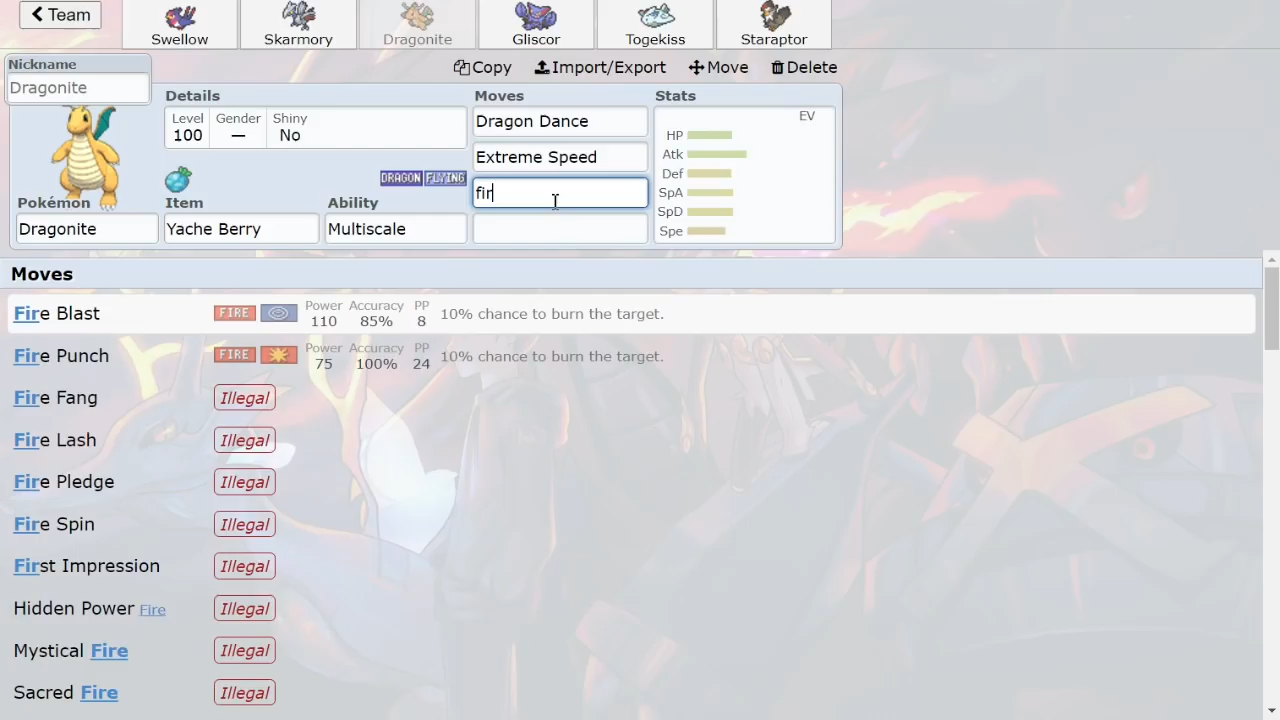 Team
Swellow
Skarmory
Dragonite
Gliscor
Togekiss
Staraptor
Nickname
Dragonite
Copy
Import/Export
Move
Delete
Details
Moves
Stats
Level
100
Gender
—
Shiny
No
Dragon Dance
Extreme Speed
fir
EV
HP
Atk
Def
SpA
SpD
Spe
DRAGON FLYING
Pokémon
Dragonite
Item
Yache Berry
Ability
Multiscale
Moves
Fire Blast FIRE Power 110 Accuracy 85% PP 8 10% chance to burn the target.
Fire Punch FIRE Power 75 Accuracy 100% PP 24 10% chance to burn the target.
Fire Fang Illegal
Fire Lash Illegal
Fire Pledge Illegal
Fire Spin Illegal
First Impression Illegal
Hidden Power Fire Illegal
Mystical Fire Illegal
Sacred Fire Illegal